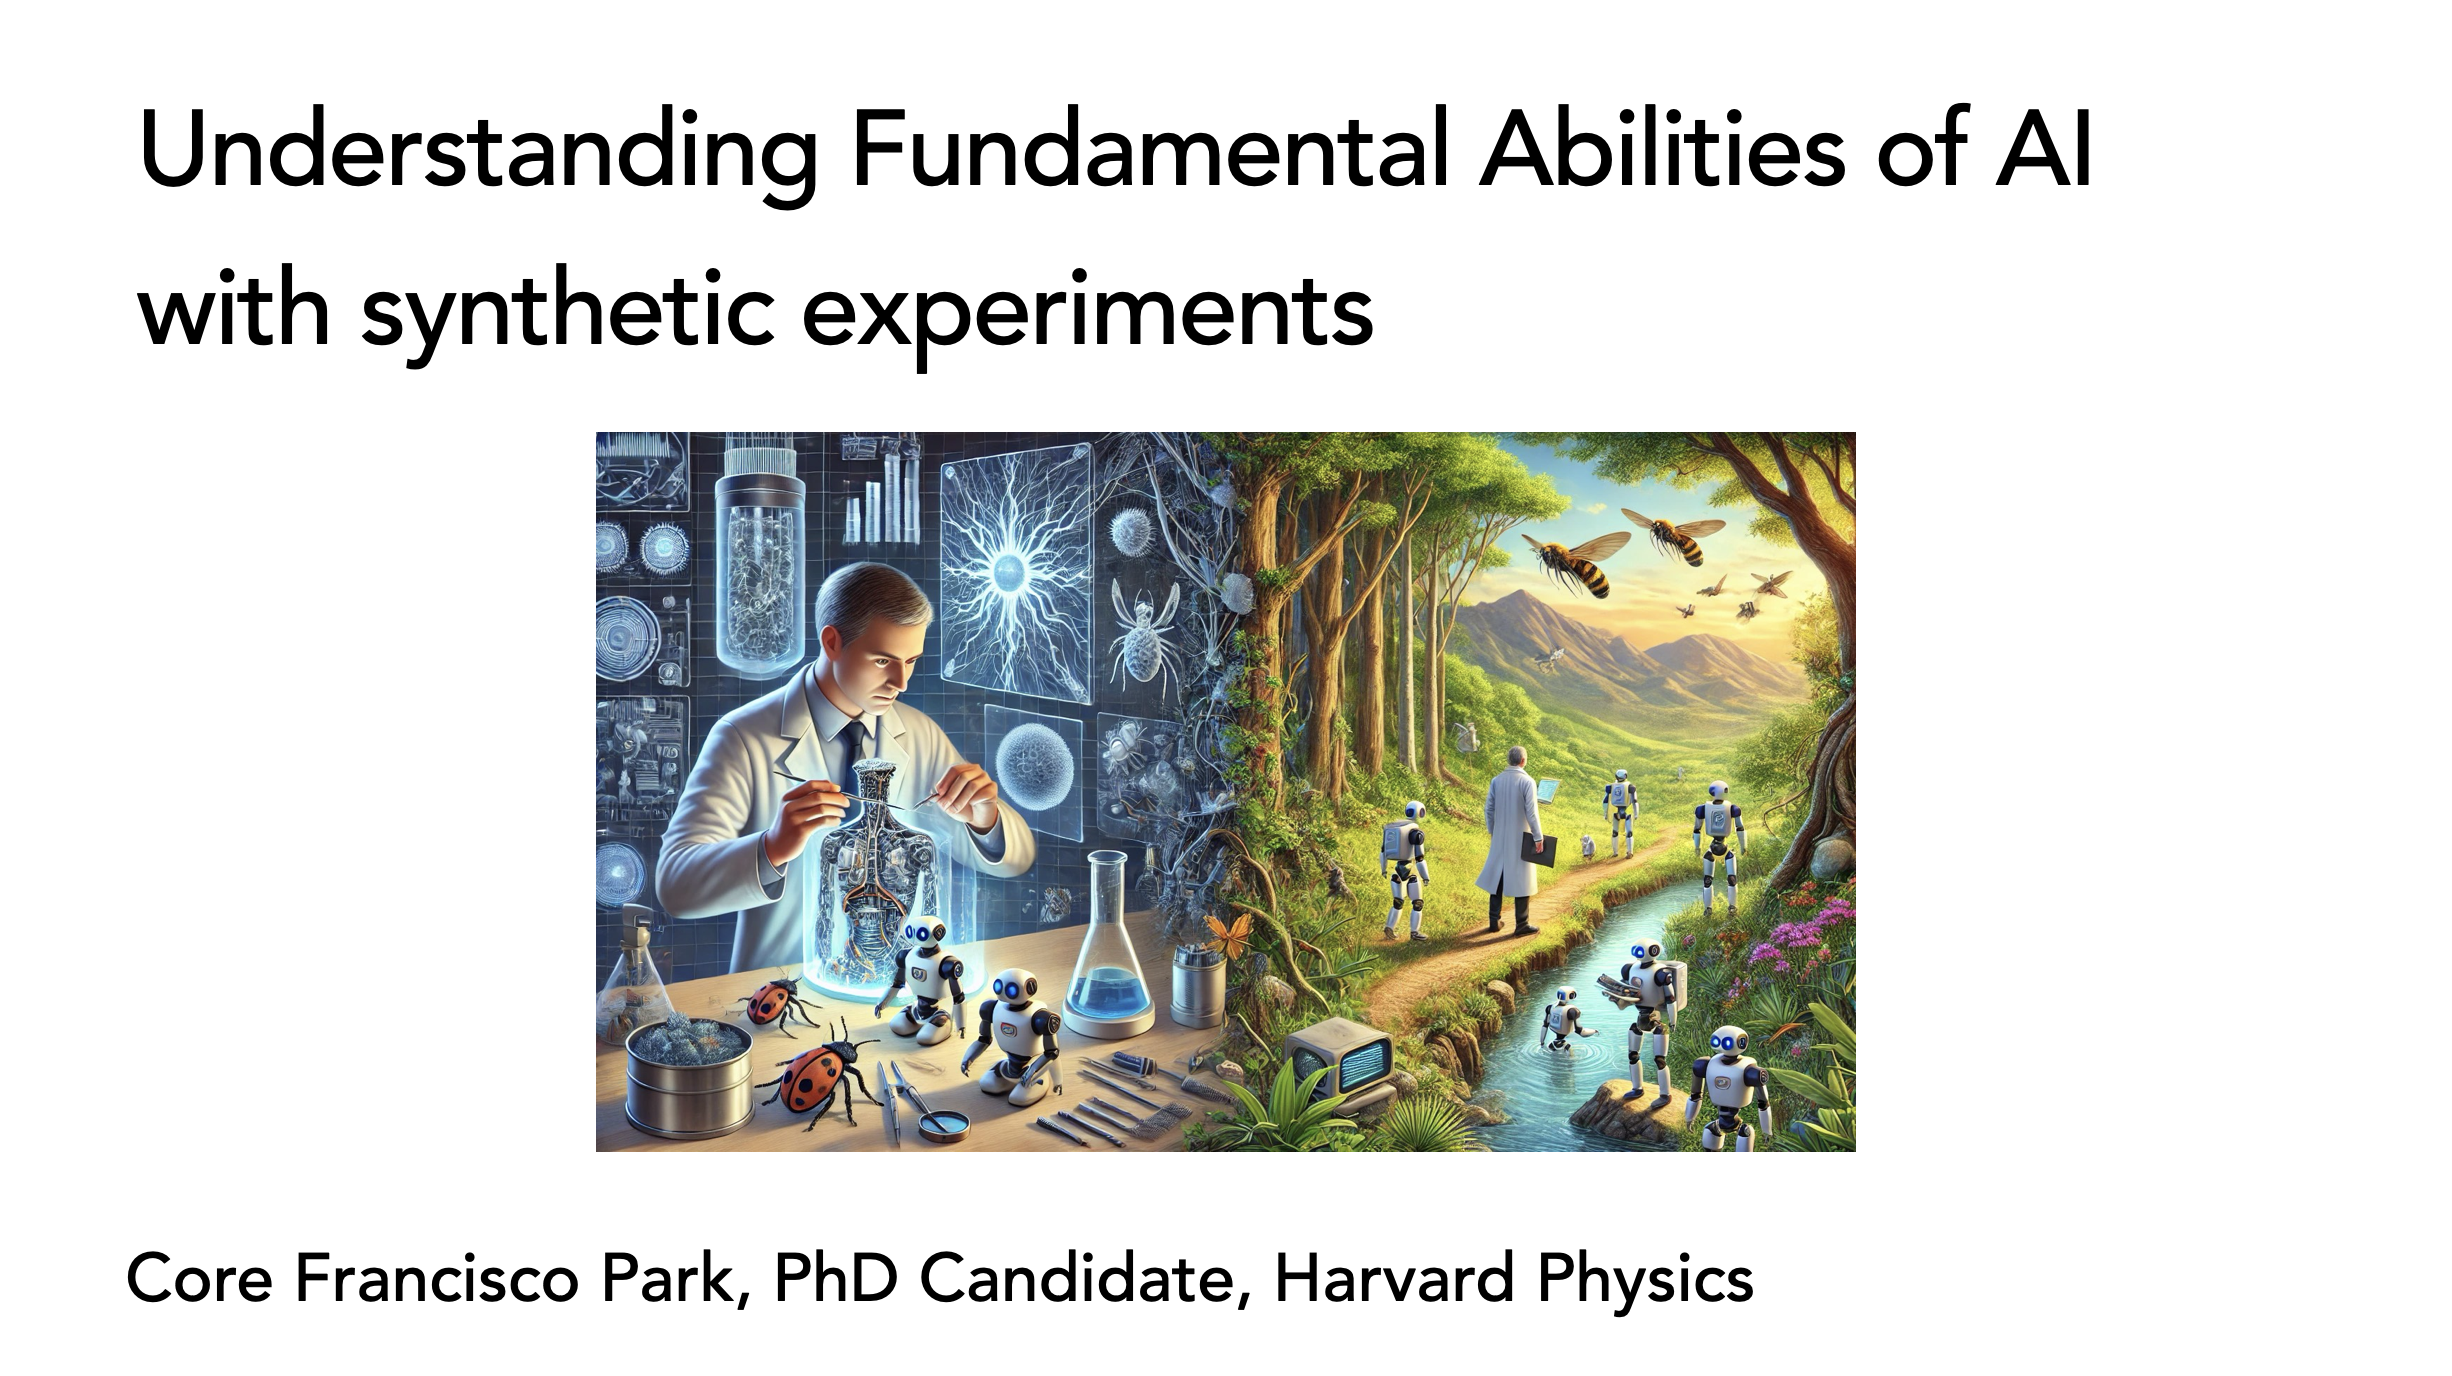 Understanding Fundamental Abilities of AI
with synthetic experiments
Core Francisco Park, PhD Candidate, Harvard Physics